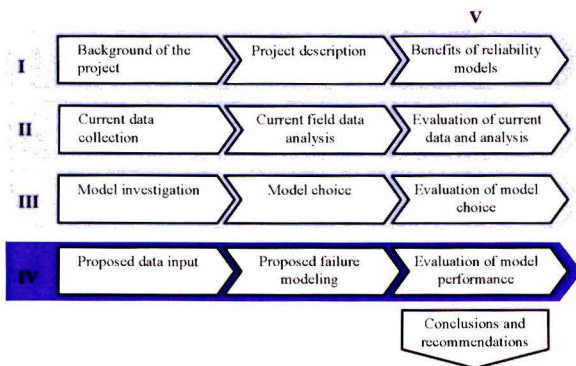 V
I
Background of the
project
Project description
Benefits of reliability
models
II
Current data
collection
Current field data
analysis
Evaluation of current
data and analysis
III
Model investigation
Model choice
Evaluation of model
choice
IV
Proposed data input
Proposed failure
modeling
Evaluation of model
performance
Conclusions and
recommendations